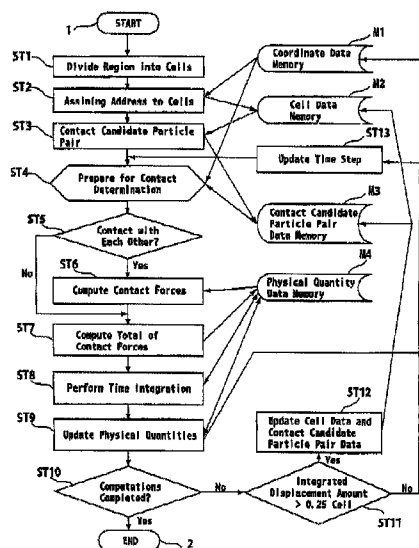 1
START
M1
Coordinate Data
Memory
ST1
Divide Region into Cells
ST2
Assining Address to Cells
M2
Cell Data
Memory
ST3
Contact Candidate Particle
Pair
ST13
Update Time Step
ST4
Prepare for Contact
Determination
M3
Contact Candidate
Particle Pair
Data Memory
ST5
Contact with
Each Other?
No
Yes
M4
Physical Quantity
Data Memory
ST6
Compute Contact Forces
ST7
Compute Total of
Contact Forces
ST8
Perform Time Integration
ST9
Update Physical Quantities
ST12
Update Cell Data and
Contact Candidate
Particle Pair Data
ST10
Computations
Completed?
No
Yes
Yes
Integrated
Displacement Amount
> 0.25 Cell
No
ST11
END
2